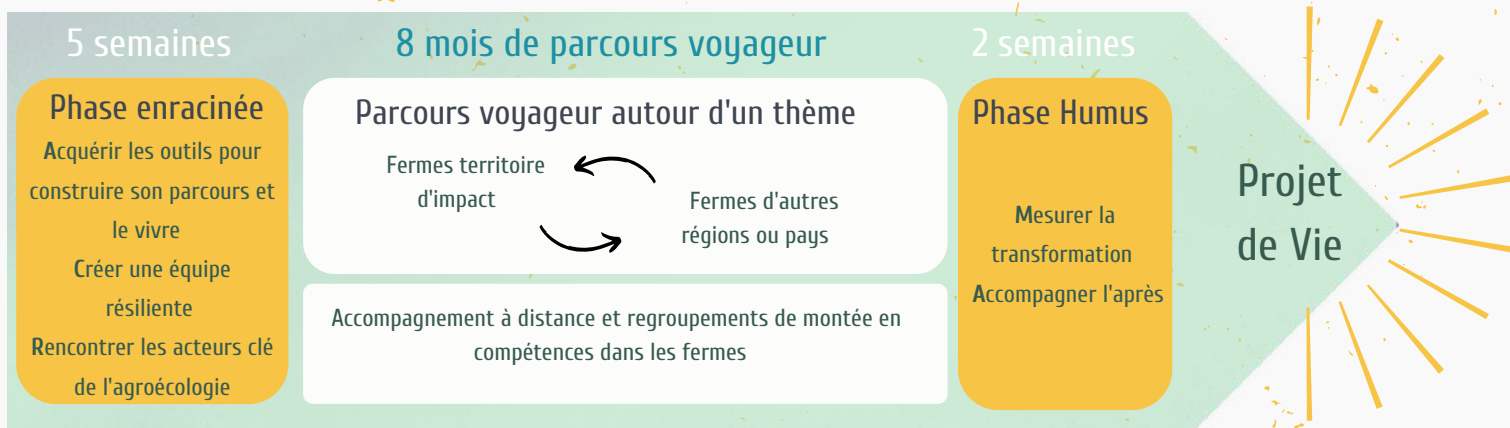 5 semaines
Phase enracinée
Acquérir les outils pour
construire son parcours et
le vivre
Créer une équipe
résiliente
Rencontrer les acteurs clé
de l'agroécologie
8 mois de parcours voyageur
Parcours voyageur autour d'un thème
Fermes territoire
d'impact
Fermes d'autres
régions ou pays
Accompagnement à distance et regroupements de montée en
compétences dans les fermes
2 semaines
Phase Humus
Mesurer la
transformation
Accompagner l'après
Projet
de Vie